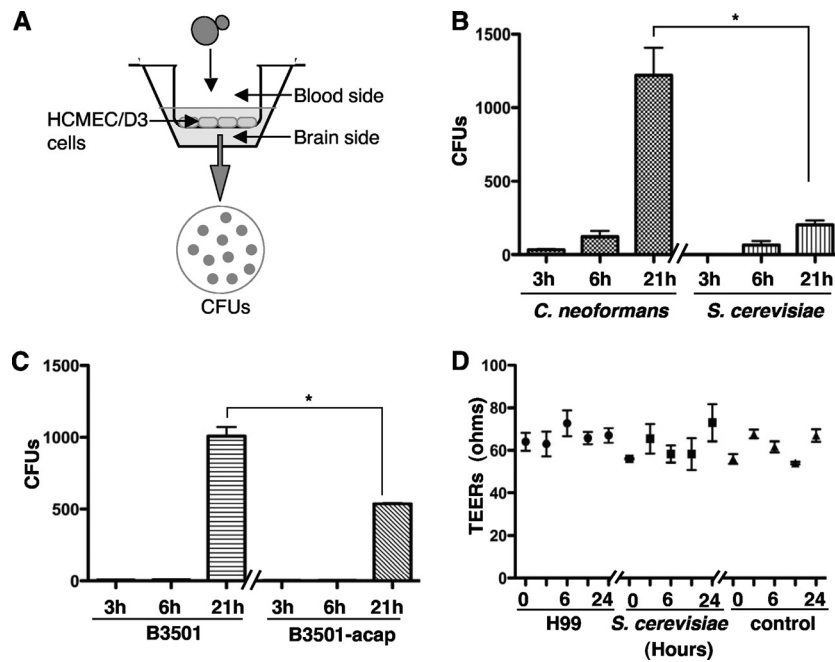 A
Blood side
HCMEC/D3
cells
Brain side
CFUs
B
*
1500
1000
500
0
CFUs
3h 6h 21h 3h 6h 21h
C. neoformans S. cerevisiae
C
*
1500
1000
500
0
CFUs
3h 6h 21h 3h 6h 21h
B3501 B3501-acap
D
100
80
60
40
20
0
TEERs (ohms)
0 6 24 0 6 24 0 6 24
H99 S. cerevisiae control
(Hours)